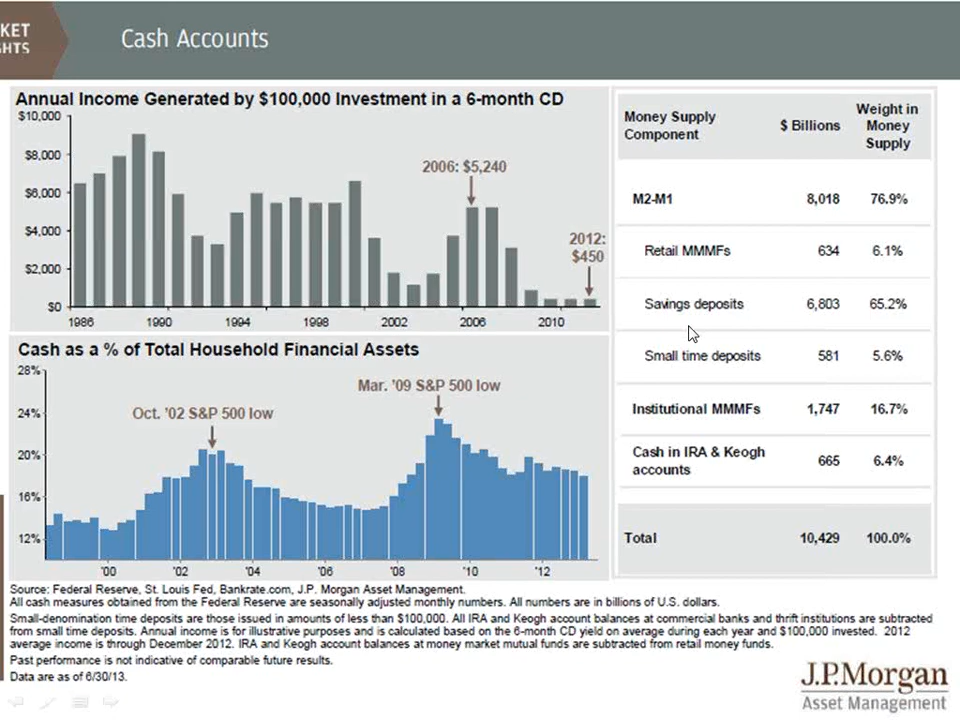 KET
HTS
Cash Accounts
Annual Income Generated by $100,000 Investment in a 6-month CD
$10,000
$8,000
$6,000
$4,000
$2,000
$0
2006: $5,240
2012:
$450
1986 1990 1994 1998 2002 2006 2010
Cash as a % of Total Household Financial Assets
28%
24%
20%
16%
12%
Oct. '02 S&P 500 low
Mar. '09 S&P 500 low
'00 '02 '04 '06 '08 '10 '12
Money Supply
Component
$ Billions
Weight in
Money
Supply
M2-M1 8,018 76.9%
Retail MMMFs 634 6.1%
Savings deposits 6,803 65.2%
Small time deposits 581 5.6%
Institutional MMMFs 1,747 16.7%
Cash in IRA & Keogh
accounts 665 6.4%
Total 10,429 100.0%
Source: Federal Reserve, St. Louis Fed, Bankrate.com, J.P. Morgan Asset Management.
All cash measures obtained from the Federal Reserve are seasonally adjusted monthly numbers. All numbers are in billions of U.S. dollars.
Small-denomination time deposits are those issued in amounts of less than $100,000. All IRA and Keogh account balances at commercial banks and thrift institutions are subtracted
from small time deposits. Annual income is for illustrative purposes and is calculated based on the 6-month CD yield on average during each year and $100,000 invested. 2012
average income is through December 2012. IRA and Keogh account balances at money market mutual funds are subtracted from retail money funds.
Past performance is not indicative of comparable future results.
Data are as of 6/30/13.
J.P.Morgan
Asset Management